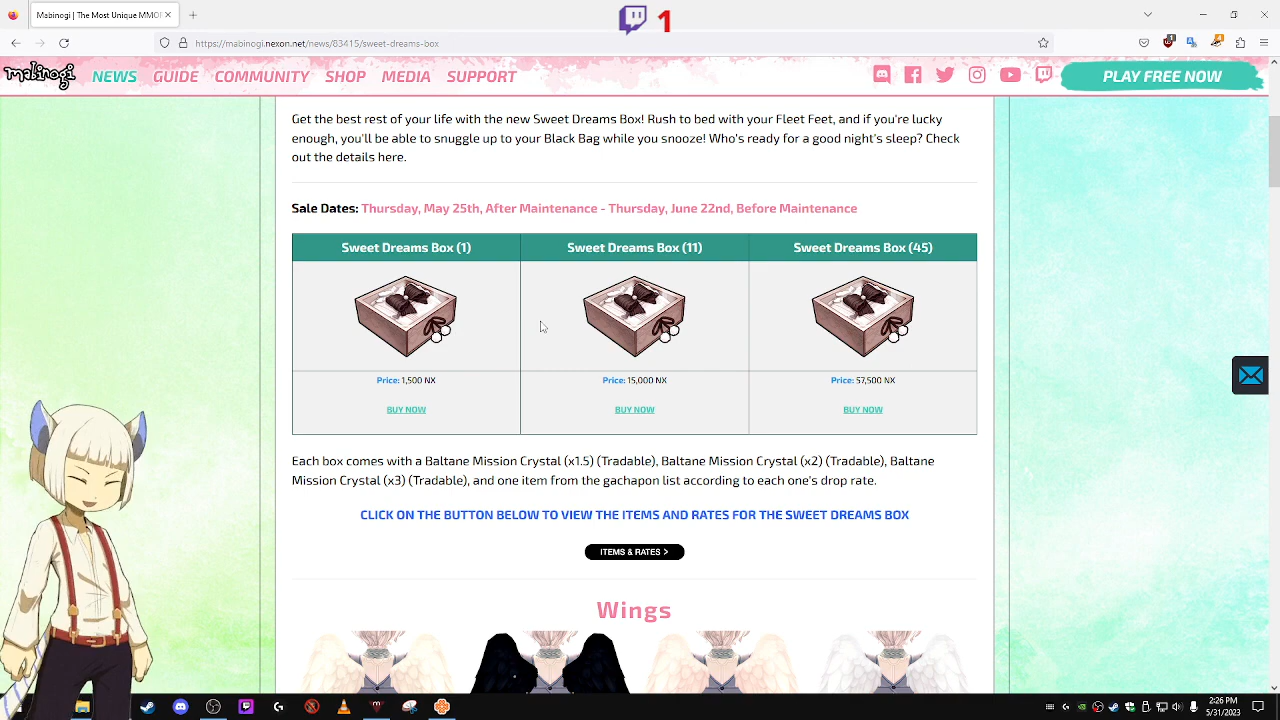 1
Mabinogi | The Most Unique MMOF
https://mabinogi.nexon.net/news/83415/sweet-dreams-box
mabinogi NEWS GUIDE COMMUNITY SHOP MEDIA SUPPORT PLAY FREE NOW
Get the best rest of your life with the new Sweet Dreams Box! Rush to bed with your Fleet Feet, and if you're lucky
enough, you'll be able to snuggle up to your Black Bag while you snooze! Who's ready for a good night's sleep? Check
out the details here.
Sale Dates: Thursday, May 25th, After Maintenance - Thursday, June 22nd, Before Maintenance
Sweet Dreams Box (1) Sweet Dreams Box (11) Sweet Dreams Box (45)
Price: 1,500 NX Price: 15,000 NX Price: 57,500 NX
BUY NOW BUY NOW BUY NOW
Each box comes with a Baltane Mission Crystal (x1.5) (Tradable), Baltane Mission Crystal (x2) (Tradable), Baltane
Mission Crystal (x3) (Tradable), and one item from the gachapon list according to each one's drop rate.
CLICK ON THE BUTTON BELOW TO VIEW THE ITEMS AND RATES FOR THE SWEET DREAMS BOX
ITEMS & RATES >
Wings
2:26 PM
5/31/2023